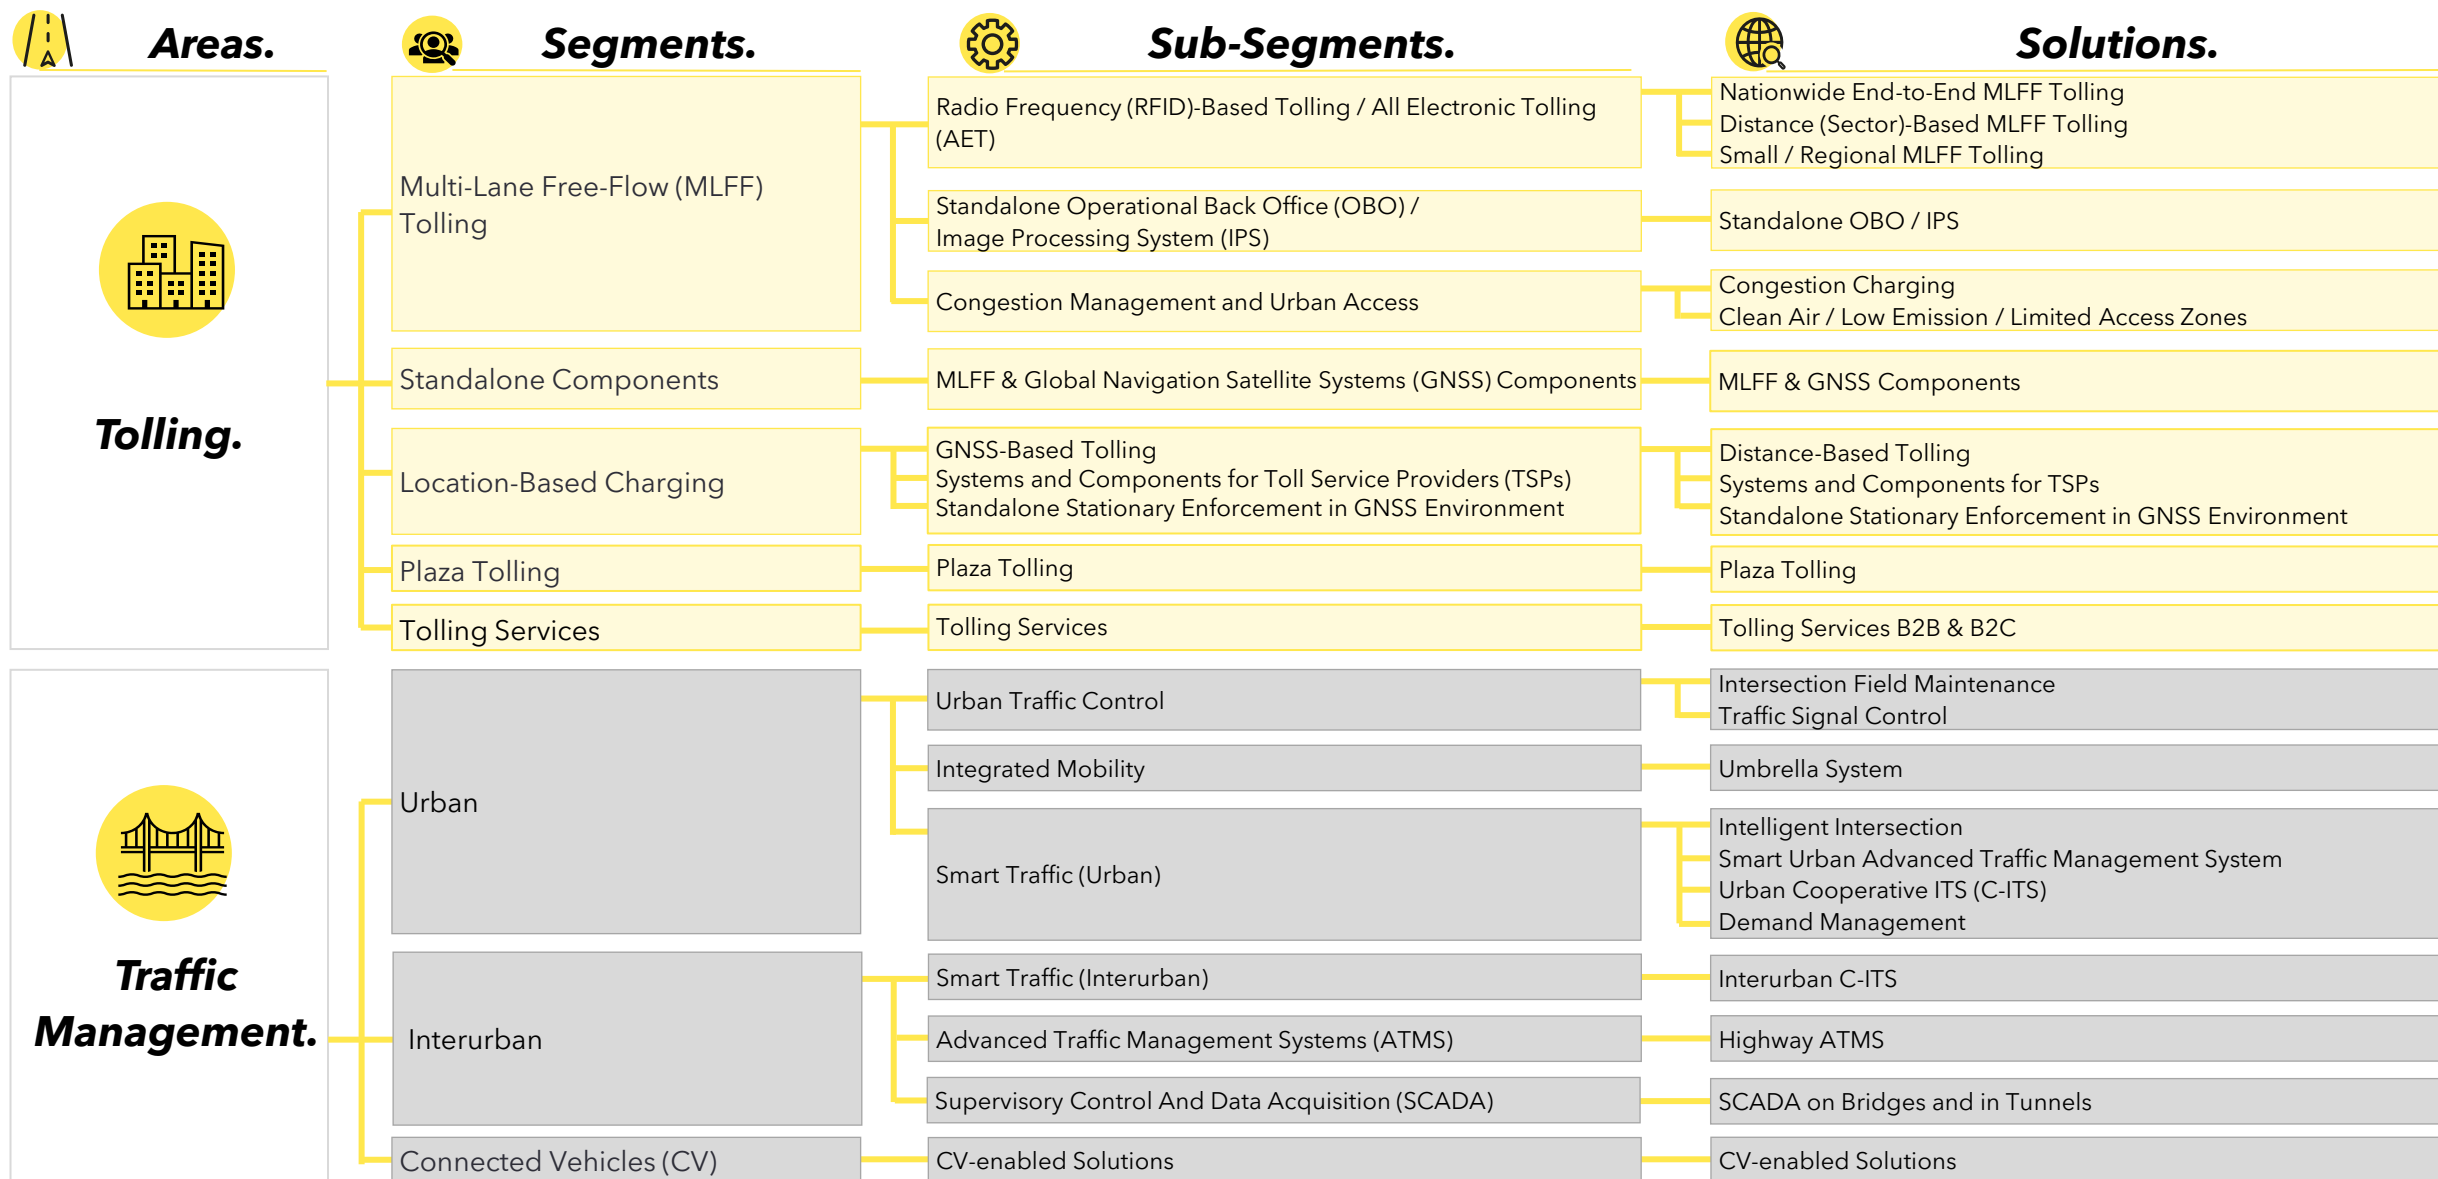 Areas.
Segments.
Sub-Segments.
Solutions.
Tolling.
Multi-Lane Free-Flow (MLFF)
Tolling
Radio Frequency (RFID)-Based Tolling / All Electronic Tolling
(AET)
Nationwide End-to-End MLFF Tolling
Distance (Sector)-Based MLFF Tolling
Small / Regional MLFF Tolling
Standalone Operational Back Office (OBO) /
Image Processing System (IPS)
Standalone OBO / IPS
Congestion Management and Urban Access
Congestion Charging
Clean Air / Low Emission / Limited Access Zones
Standalone Components
MLFF & Global Navigation Satellite Systems (GNSS) Components
MLFF & GNSS Components
Location-Based Charging
GNSS-Based Tolling
Systems and Components for Toll Service Providers (TSPs)
Standalone Stationary Enforcement in GNSS Environment
Distance-Based Tolling
Systems and Components for TSPs
Standalone Stationary Enforcement in GNSS Environment
Plaza Tolling
Plaza Tolling
Plaza Tolling
Tolling Services
Tolling Services
Tolling Services B2B & B2C
Traffic
Management.
Urban
Urban Traffic Control
Intersection Field Maintenance
Traffic Signal Control
Integrated Mobility
Umbrella System
Smart Traffic (Urban)
Intelligent Intersection
Smart Urban Advanced Traffic Management System
Urban Cooperative ITS (C-ITS)
Demand Management
Interurban
Smart Traffic (Interurban)
Interurban C-ITS
Advanced Traffic Management Systems (ATMS)
Highway ATMS
Supervisory Control And Data Acquisition (SCADA)
SCADA on Bridges and in Tunnels
Connected Vehicles (CV)
CV-enabled Solutions
CV-enabled Solutions